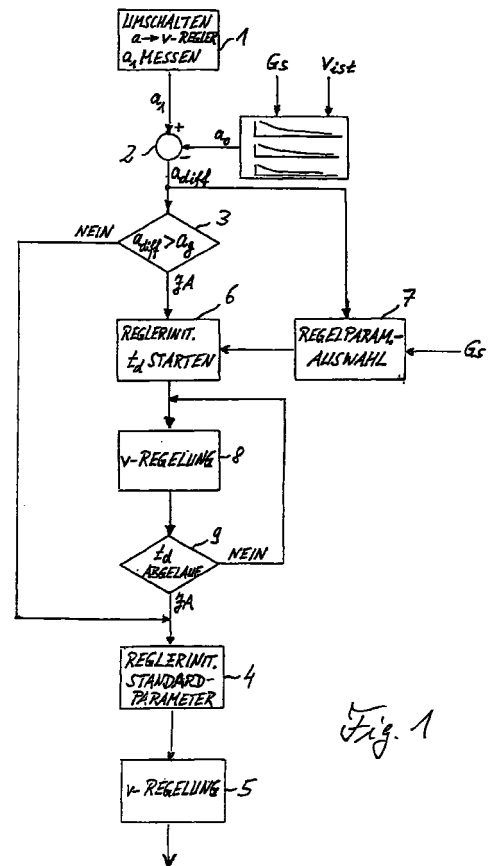 UMSCHALTEN
a → v-REGLER
a₁ MESSEN
1
Gs
Vist
a₁
+
2
-
a₀
adiff
3
NEIN
adiff > ag
JA
6
7
REGLERINIT.
td STARTEN
REGELPARAM.-
AUSWAHL
Gs
v-REGELUNG
8
9
td
ABGELAUF.
NEIN
JA
REGLERINIT.
STANDARD-
PARAMETER
4
Fig. 1
v-REGELUNG
5